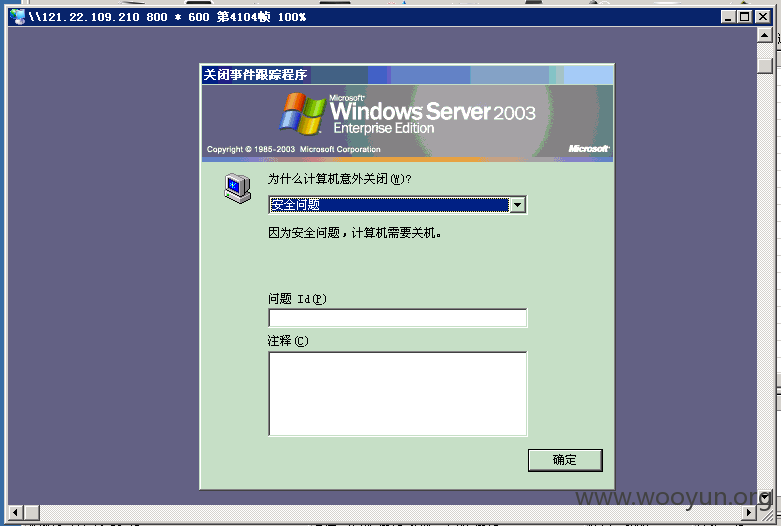 \\121.22.109.210 800 * 600 第4104帧 100%
关闭事件跟踪程序
Microsoft®
Windows Server 2003
Enterprise Edition
Copyright © 1985-2003 Microsoft Corporation
Microsoft®
为什么计算机意外关闭(W)?
安全问题
因为安全问题，计算机需要关机。
问题 Id(P)
注释(C)
确定
www.wooyun.org